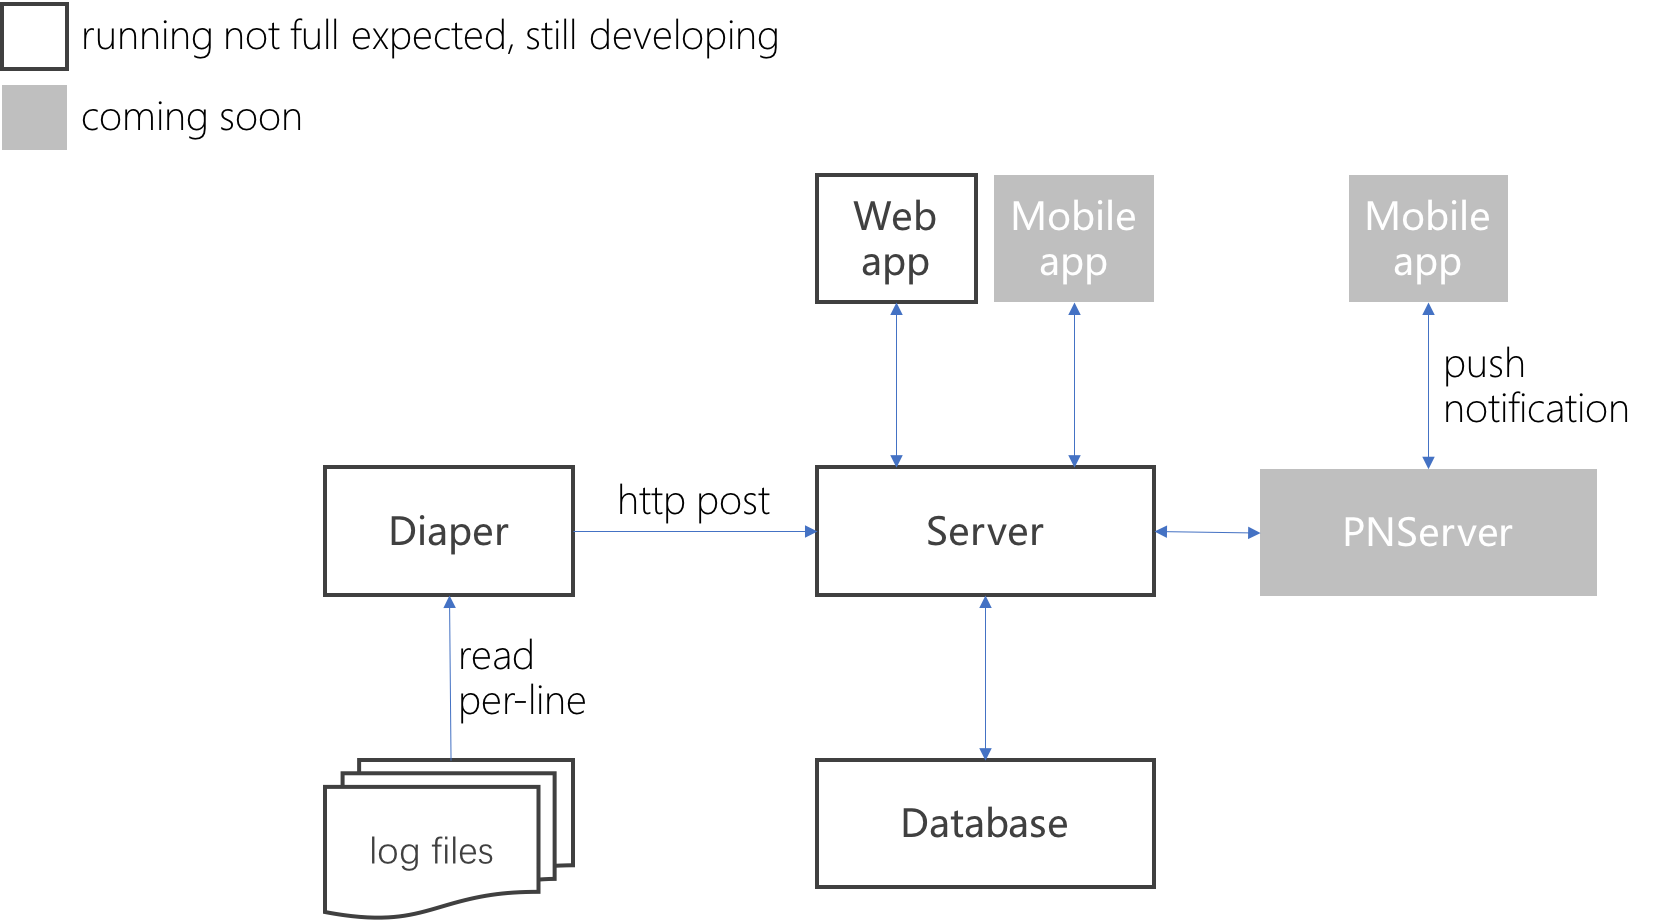 running not full expected, still developing
coming soon
Web
app
Mobile
app
Mobile
app
push
notification
http post
Diaper
Server
PNServer
read
per-line
log files
Database